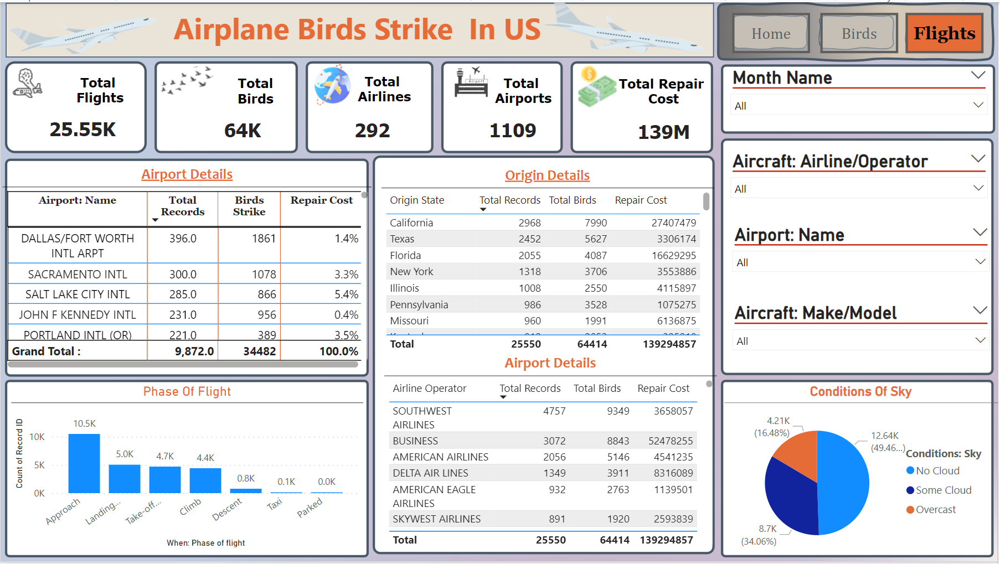 Airplane Birds Strike In US
Home
Birds
Flights
Total
Flights
25.55K
Total
Birds
64K
Total
Airlines
292
Airport
Total
Airports
1109
Total Repair
Cost
139M
Month Name
All
Aircraft: Airline/Operator
All
Airport: Name
All
Aircraft: Make/Model
All
Airport Details
Airport: Name Total Records Birds Strike Repair Cost
DALLAS/FORT WORTH INTL ARPT 396.0 1861 1.4%
SACRAMENTO INTL 300.0 1078 3.3%
SALT LAKE CITY INTL 285.0 866 5.4%
JOHN F KENNEDY INTL 231.0 956 0.4%
PORTLAND INTL (OR) 221.0 389 3.5%
Grand Total : 9,872.0 34482 100.0%
Origin Details
Origin State Total Records Total Birds Repair Cost
California 2968 7990 27407479
Texas 2452 5627 3306174
Florida 2055 4087 16629295
New York 1318 3706 3553886
Illinois 1008 2550 4115897
Pennsylvania 986 3528 1075275
Missouri 960 1991 6136875
Total 25550 64414 139294857
Airport Details
Airline Operator Total Records Total Birds Repair Cost
SOUTHWEST AIRLINES 4757 9349 3658057
BUSINESS 3072 8843 52478255
AMERICAN AIRLINES 2056 5146 4541235
DELTA AIR LINES 1349 3911 8316089
AMERICAN EAGLE AIRLINES 932 2763 1139501
SKYWEST AIRLINES 891 1920 2593839
Total 25550 64414 139294857
Phase Of Flight
Count of Record ID
10K
5K
0K
10.5K
5.0K
4.7K
4.4K
0.8K
0.1K
0.0K
Approach
Landing...
Take-off...
Climb
Descent
Taxi
Parked
When: Phase of flight
Conditions Of Sky
4.21K
(16.48%)
12.64K
(49.46...)
8.7K
(34.06%)
Conditions: Sky
No Cloud
Some Cloud
Overcast